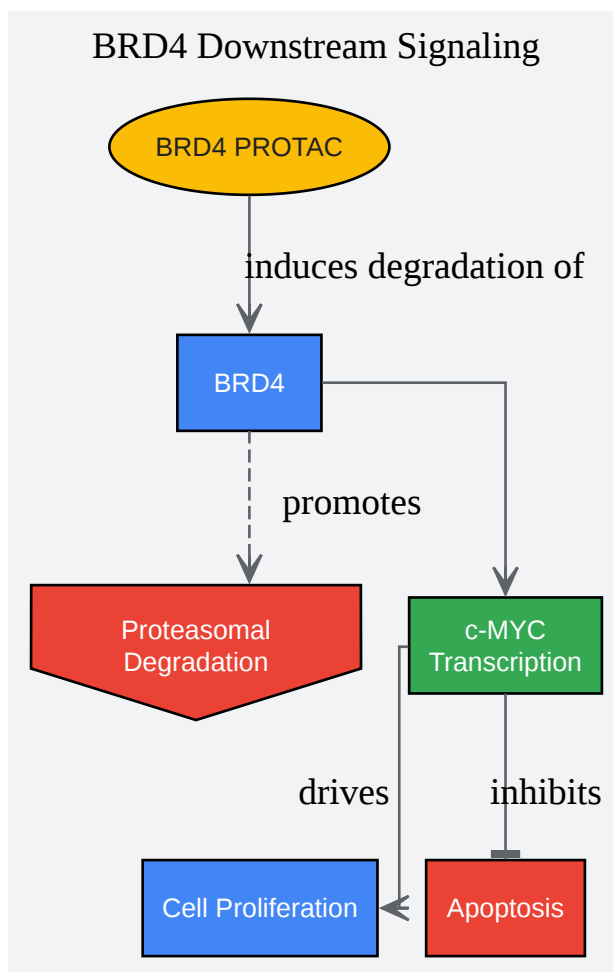 BRD4 Downstream Signaling
BRD4 PROTAC
induces degradation of
BRD4
promotes
Proteasomal
Degradation
c-MYC
Transcription
drives
inhibits
Cell Proliferation
Apoptosis